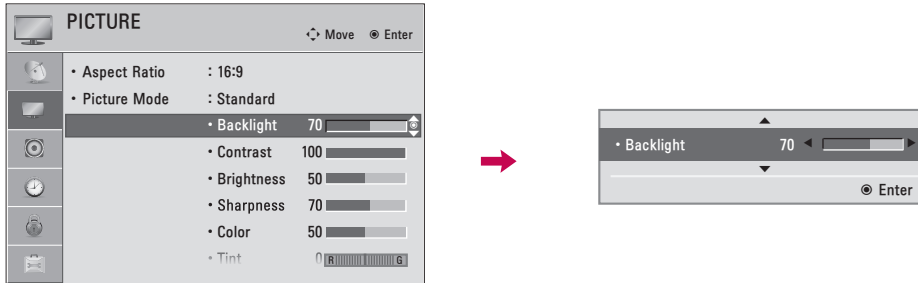 PICTURE
Move Enter
• Aspect Ratio : 16:9
• Picture Mode : Standard
• Backlight 70
• Contrast 100
• Brightness 50
• Sharpness 70
• Color 50
• Tint 0 R G
• Backlight 70
Enter